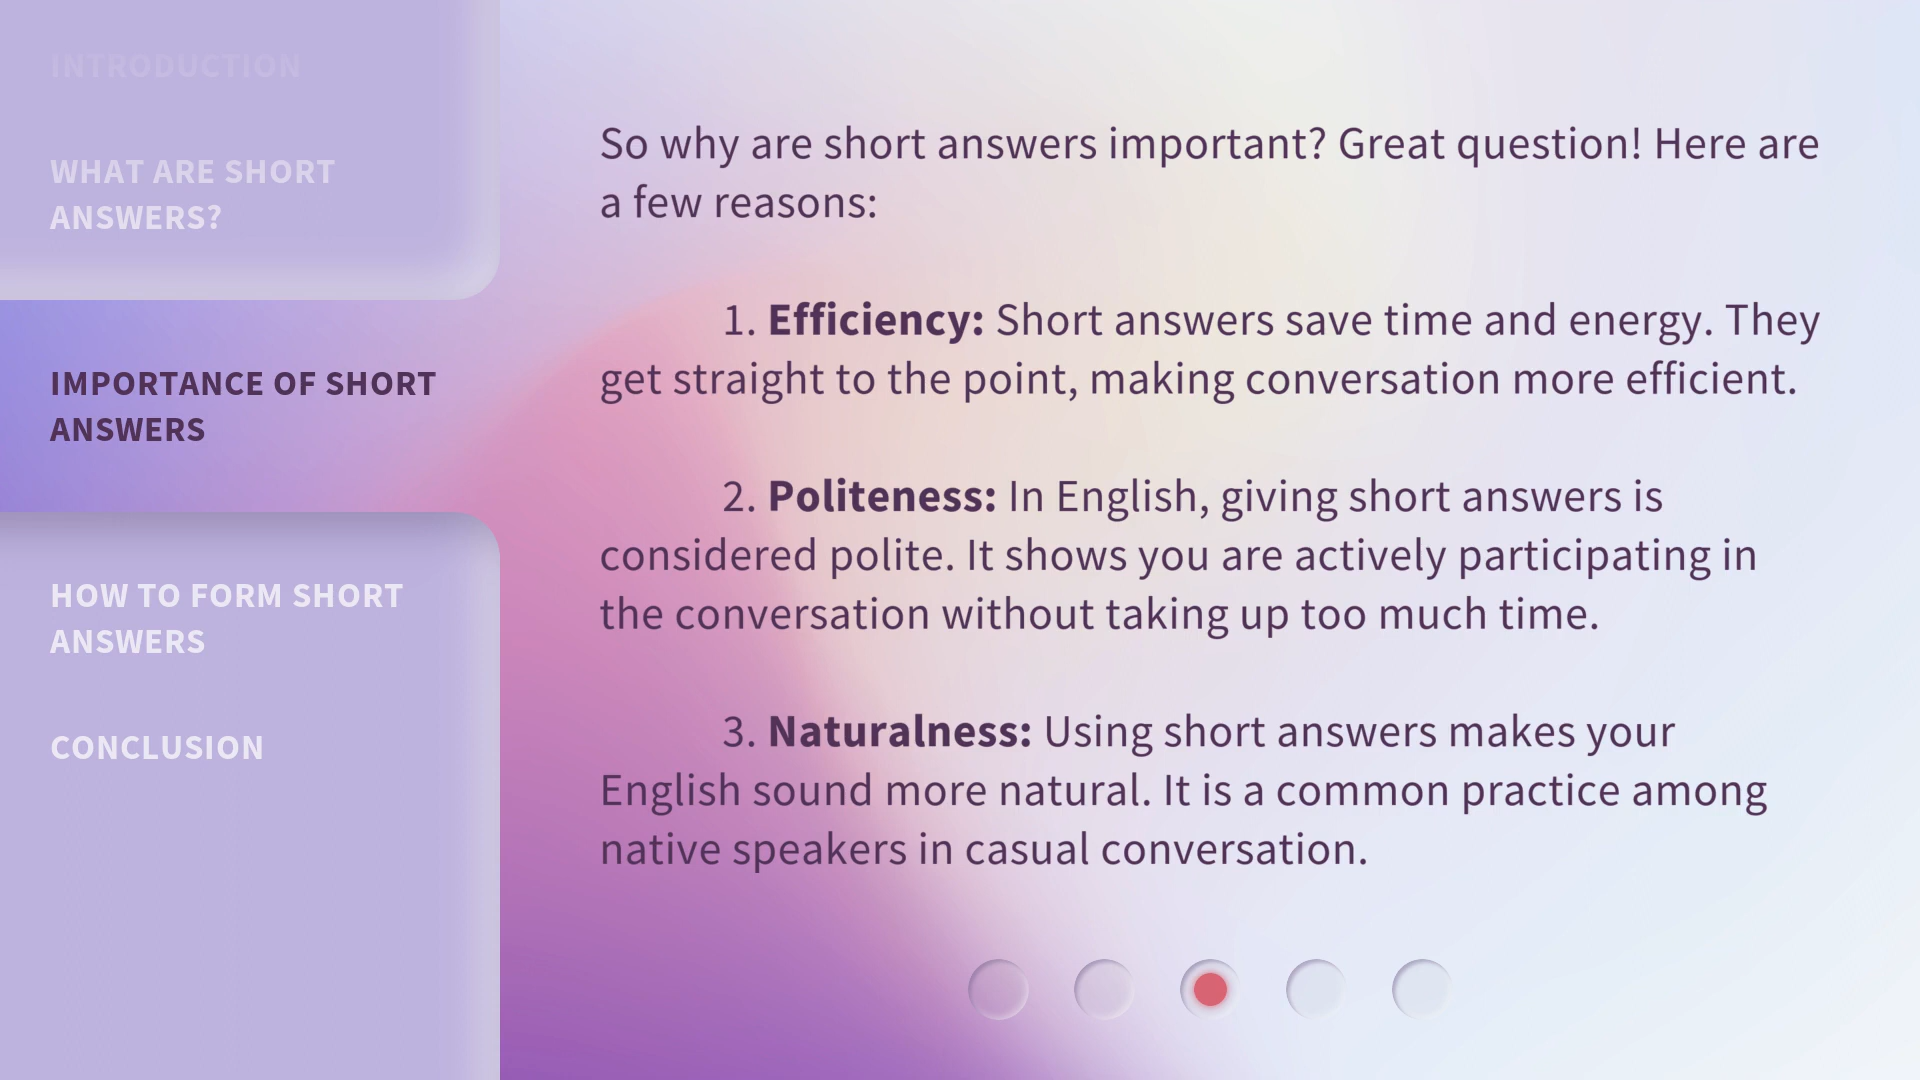 INTRODUCTION
WHAT ARE SHORT
ANSWERS?
IMPORTANCE OF SHORT
ANSWERS
HOW TO FORM SHORT
ANSWERS
CONCLUSION
So why are short answers important? Great question! Here are
a few reasons:
1. Efficiency: Short answers save time and energy. They
get straight to the point, making conversation more efficient.
2. Politeness: In English, giving short answers is
considered polite. It shows you are actively participating in
the conversation without taking up too much time.
3. Naturalness: Using short answers makes your
English sound more natural. It is a common practice among
native speakers in casual conversation.